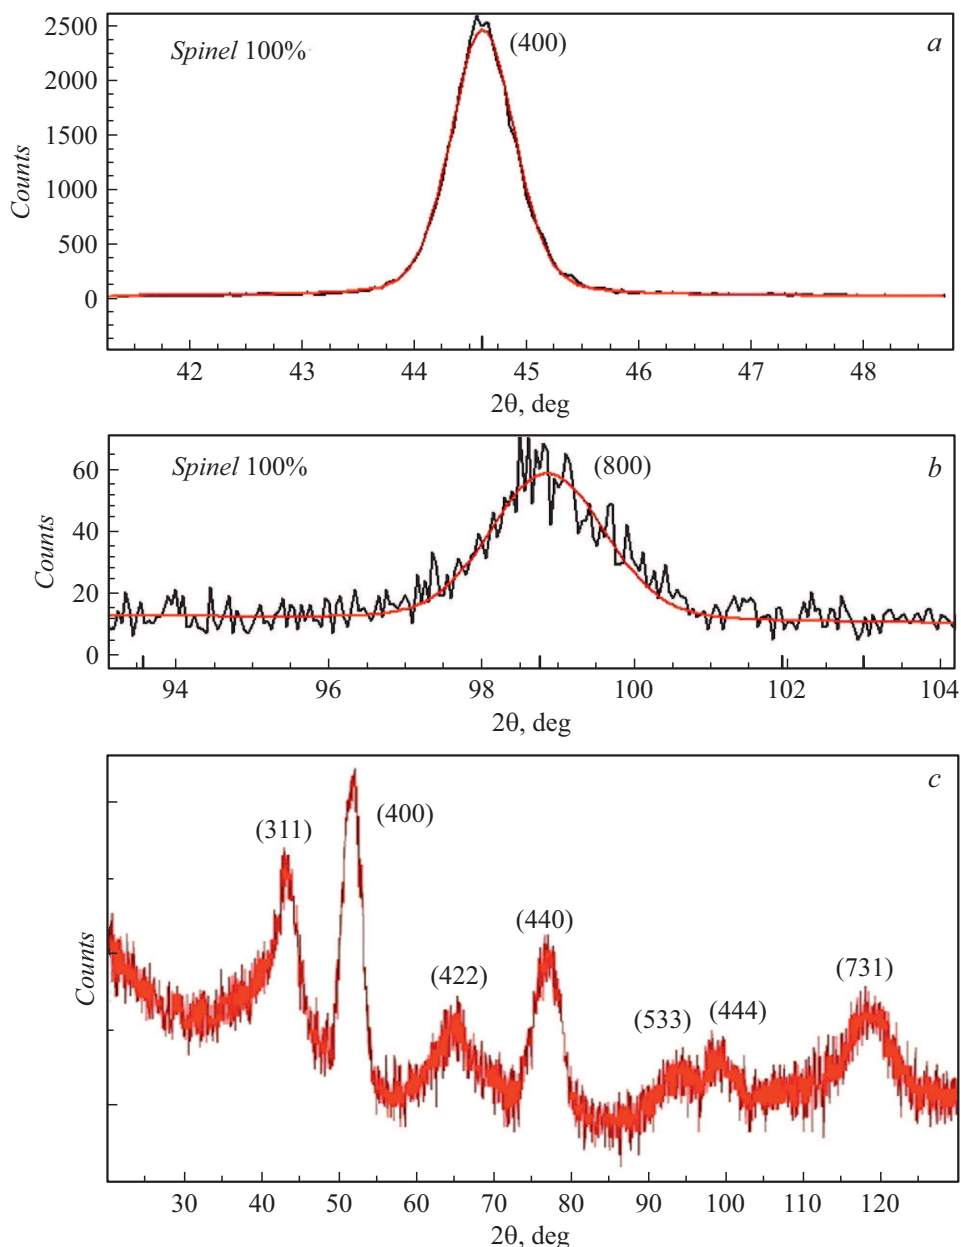 2500
2000
1500
1000
500
0
Counts
Spinel 100%
(400)
a
42 43 44 45 46 47 48
2θ, deg
60
40
20
0
Counts
Spinel 100%
(800)
b
94 96 98 100 102 104
2θ, deg
Counts
c
(311)
(400)
(422)
(440)
(533)
(444)
(731)
30 40 50 60 70 80 90 100 110 120
2θ, deg